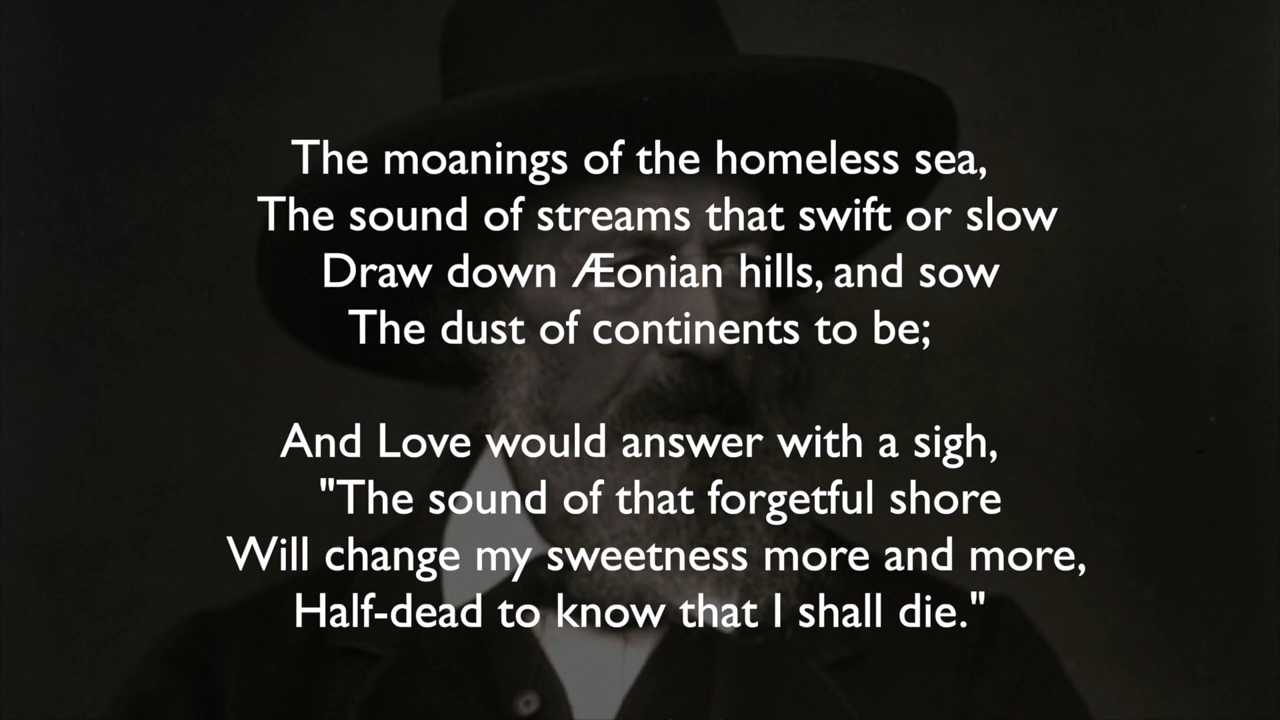 The moanings of the homeless sea,
The sound of streams that swift or slow
Draw down Æonian hills, and sow
The dust of continents to be;
And Love would answer with a sigh,
"The sound of that forgetful shore
Will change my sweetness more and more,
Half-dead to know that I shall die."